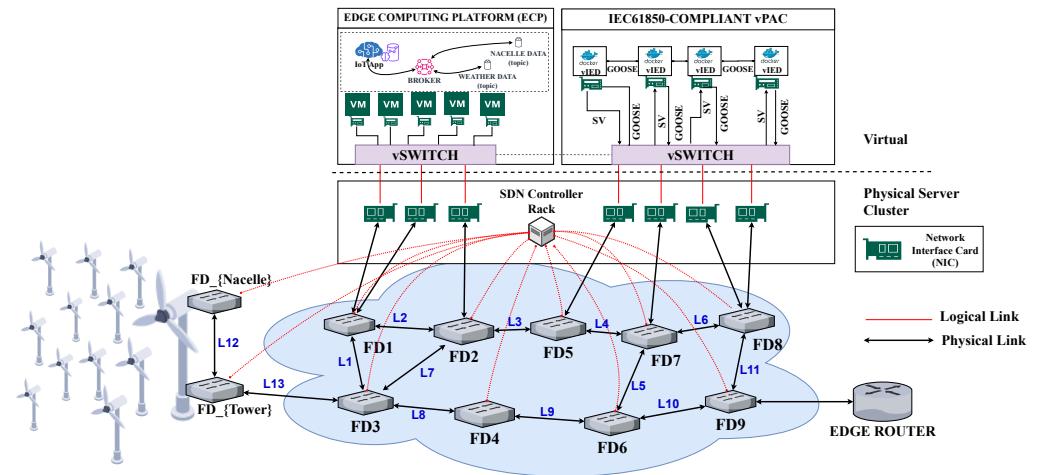 EDGE COMPUTING PLATFORM (ECP)
IEC61850-COMPLIANT vPAC
IoT App
BROKER
NACELLE DATA
(topic)
WEATHER DATA
(topic)
docker
vIED
GOOSE
docker
vIED
docker
vIED
GOOSE
docker
vIED
VM
VM
VM
VM
VM
SV
GOOSE
SV
GOOSE
SV
GOOSE
SV
GOOSE
vSWITCH
vSWITCH
Virtual
SDN Controller
Rack
Physical Server
Cluster
Network
Interface Card
(NIC)
FD_{Nacelle}
L12
FD_{Tower}
L13
L2
L3
L4
L6
FD1
FD2
FD5
FD7
FD8
L1
L7
L5
L11
FD3
L8
FD4
L9
FD6
L10
FD9
Logical Link
Physical Link
EDGE ROUTER